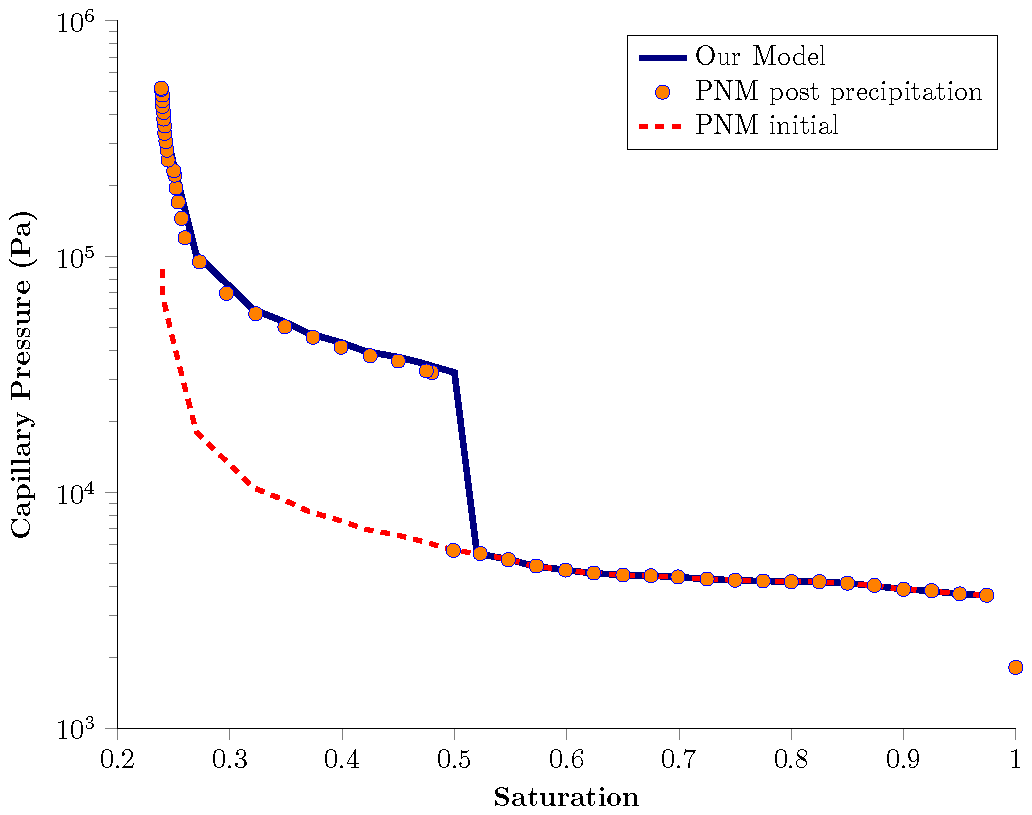 10^6
10^5
10^4
10^3
Capillary Pressure (Pa)
Our Model
PNM post precipitation
PNM initial
0.2 0.3 0.4 0.5 0.6 0.7 0.8 0.9 1
Saturation